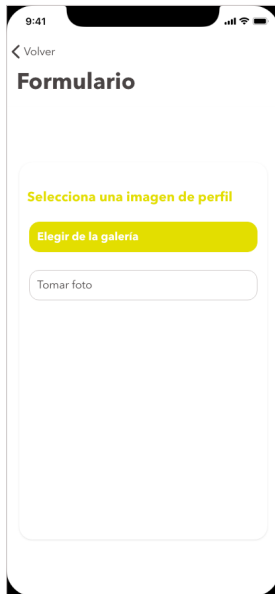 9:41
Volver
Formulario
Selecciona una imagen de perfil
Elegir de la galería
Tomar foto